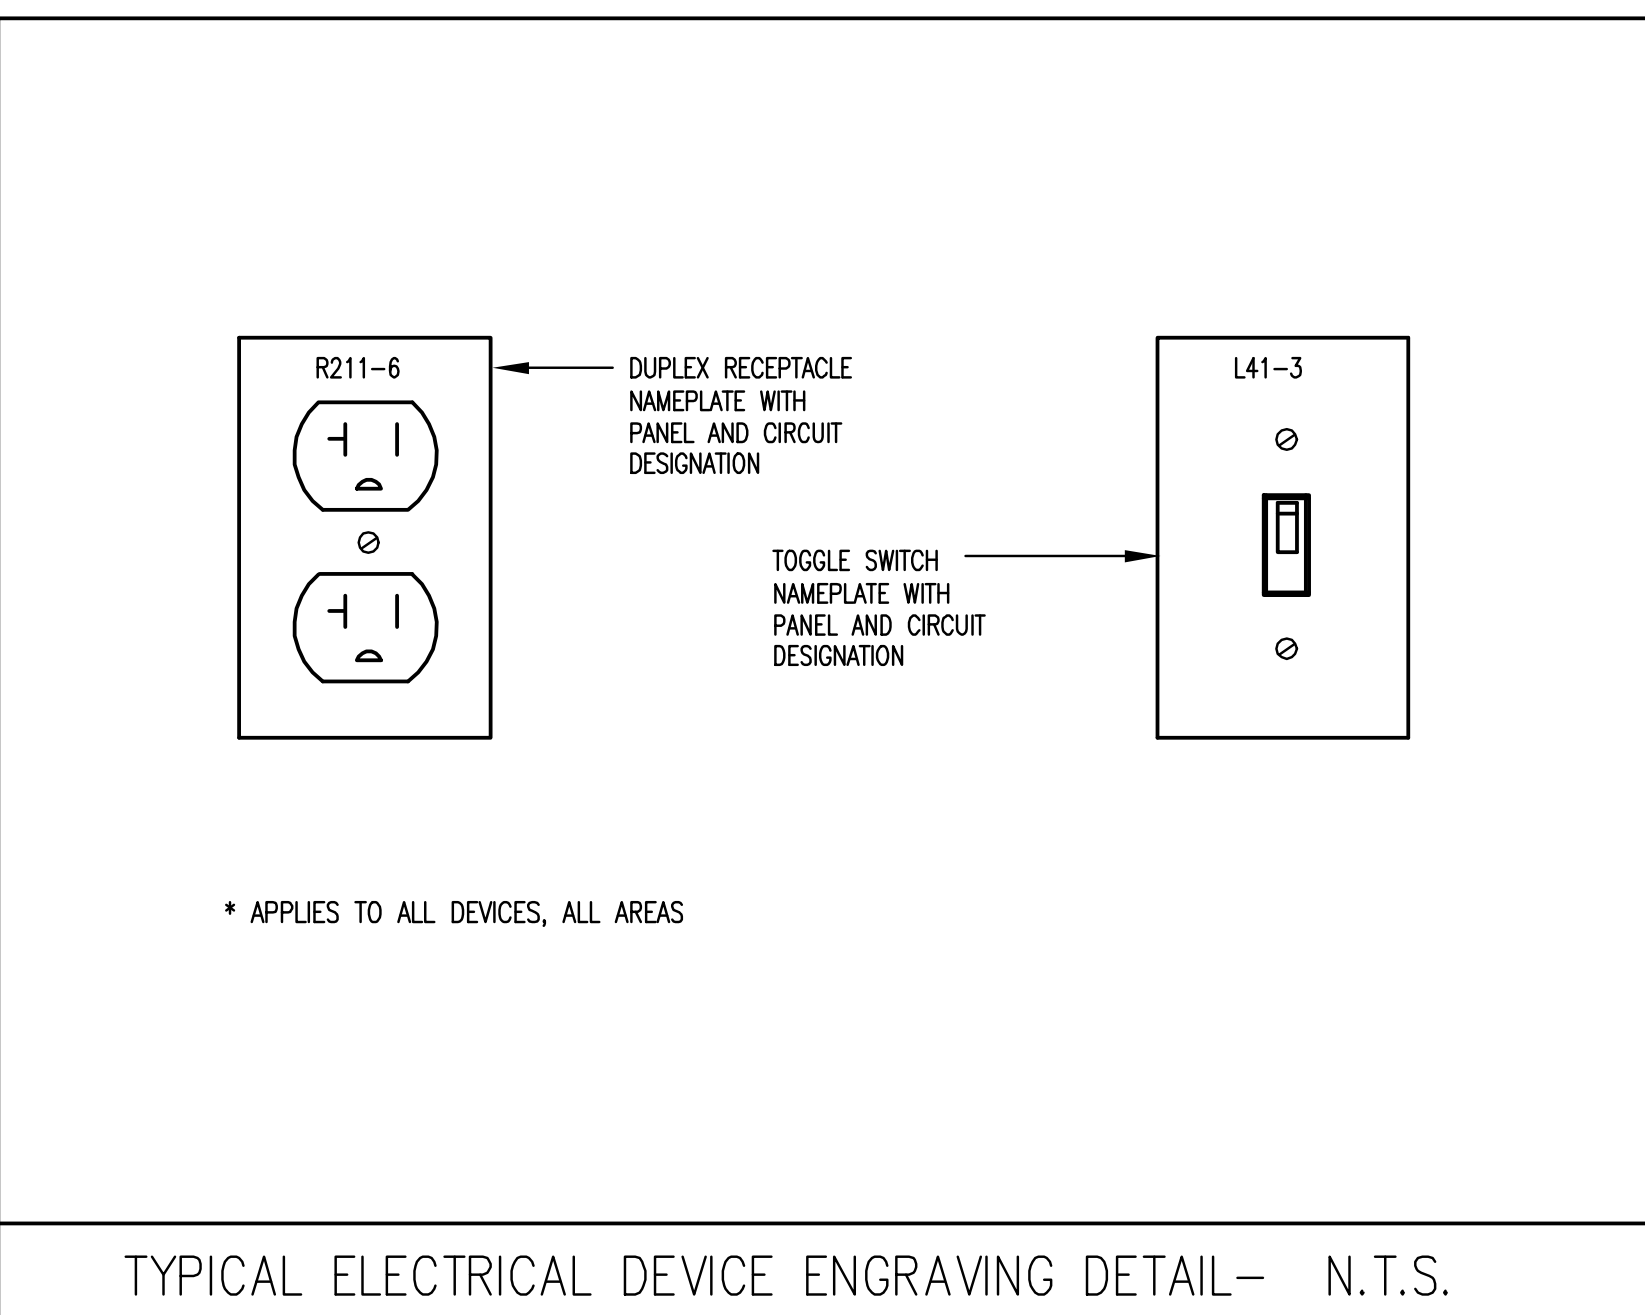 R211-6
DUPLEX RECEPTACLE
NAMEPLATE WITH
PANEL AND CIRCUIT
DESIGNATION
L41-3
TOGGLE SWITCH
NAMEPLATE WITH
PANEL AND CIRCUIT
DESIGNATION
* APPLIES TO ALL DEVICES, ALL AREAS
TYPICAL ELECTRICAL DEVICE ENGRAVING DETAIL- N.T.S.